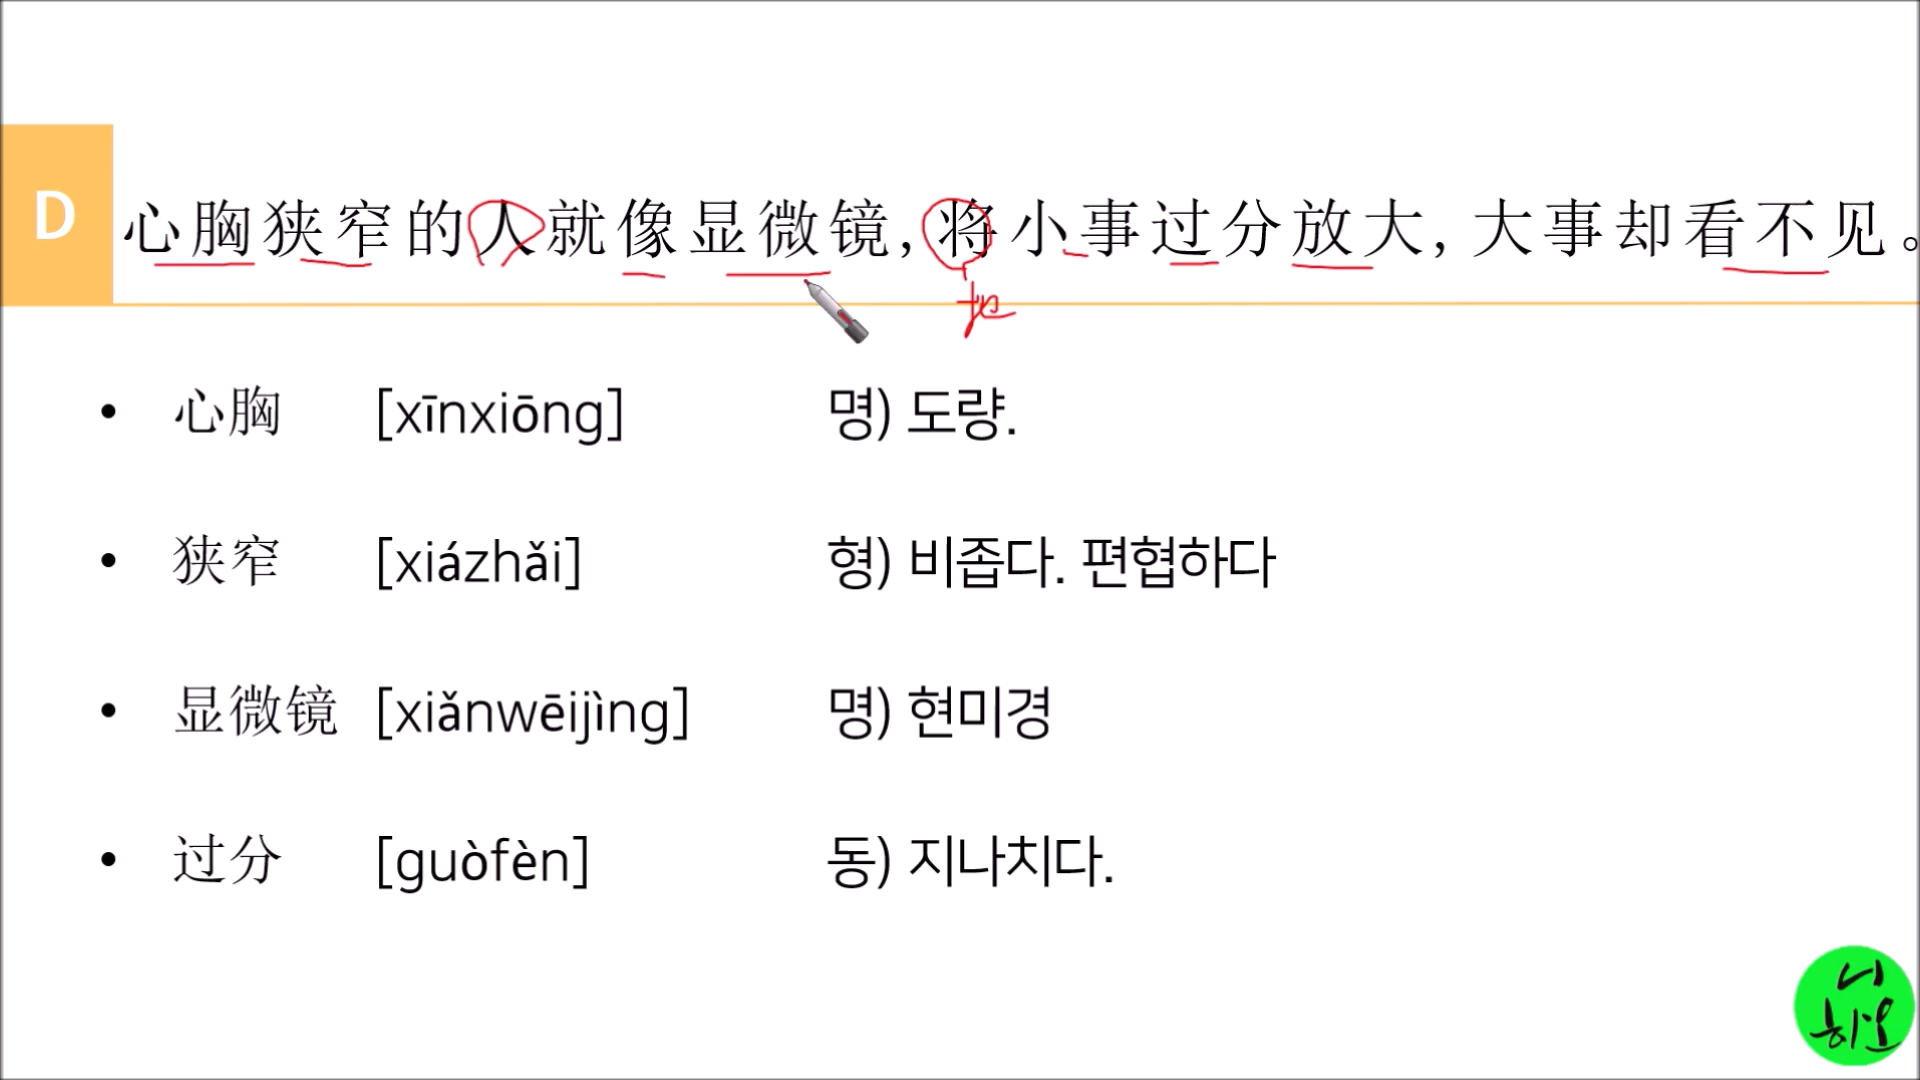 D 心胸狭窄的人就像显微镜，将小事过分放大，大事却看不见。
把
• 心胸 [xīnxiōng] 명) 도량.
• 狭窄 [xiázhǎi] 형) 비좁다. 편협하다
• 显微镜 [xiǎnwēijìng] 명) 현미경
• 过分 [guòfèn] 동) 지나치다.
니
하오